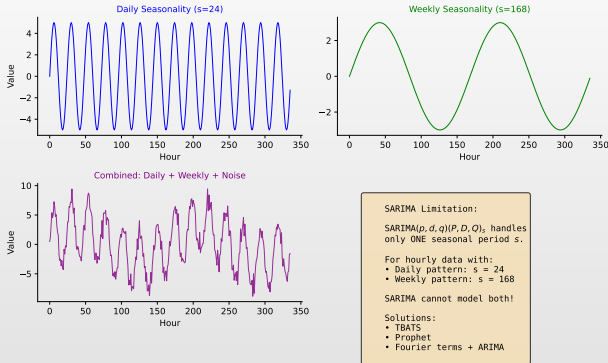 Daily Seasonality (s=24)
Weekly Seasonality (s=168)
4
2
0
−2
−4
Value
0 50 100 150 200 250 300 350
Hour
2
0
−2
0 50 100 150 200 250 300 350
Hour
Combined: Daily + Weekly + Noise
10
5
0
−5
Value
0 50 100 150 200 250 300 350
Hour
SARIMA Limitation:
SARIMA(p, d, q)(P, D, Q)s handles
only ONE seasonal period s.
For hourly data with:
• Daily pattern: s = 24
• Weekly pattern: s = 168
SARIMA cannot model both!
Solutions:
• TBATS
• Prophet
• Fourier terms + ARIMA